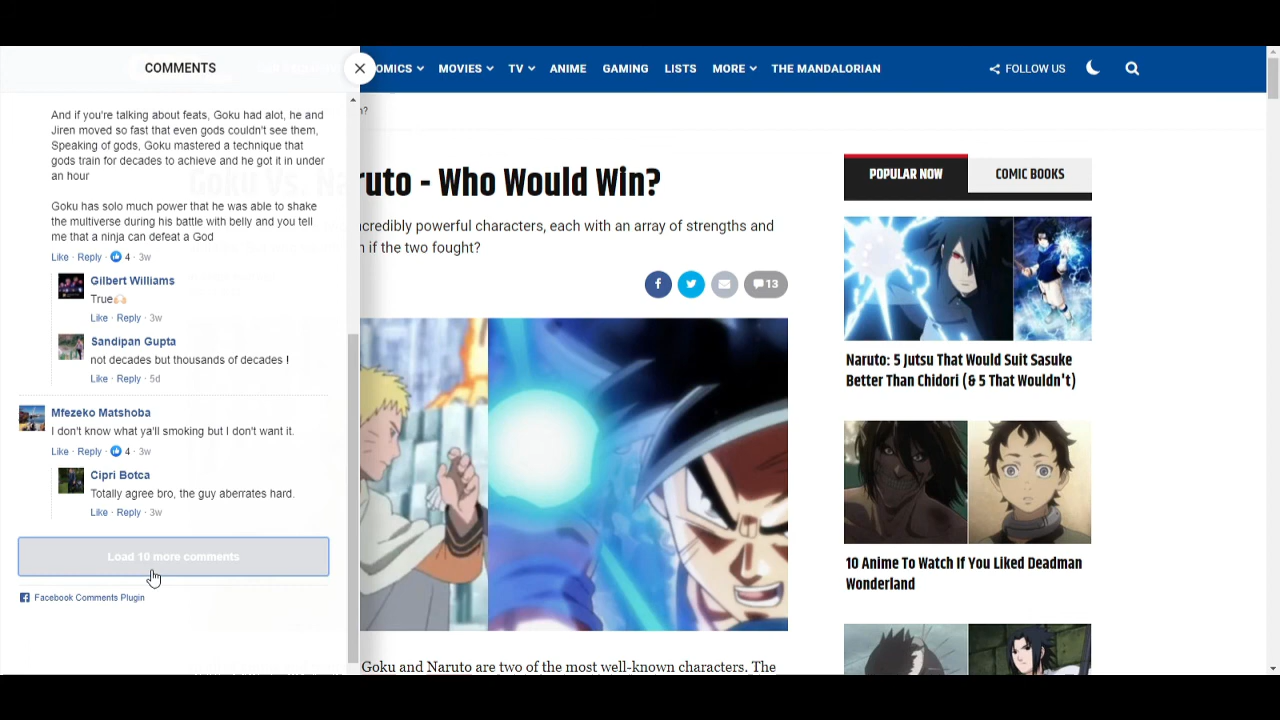 COMMENTS
OMICS
MOVIES
TV
ANIME
GAMING
LISTS
MORE
THE MANDALORIAN
FOLLOW US
And if you're talking about feats, Goku had alot, he and
Jiren moved so fast that even gods couldn't see them,
Speaking of gods, Goku mastered a technique that
gods train for decades to achieve and he got it in under
an hour
Goku has solo much power that he was able to shake
the multiverse during his battle with belly and you tell
me that a ninja can defeat a God
Like · Reply · 4 · 3w
Gilbert Williams
True
Like · Reply · 3w
Sandipan Gupta
not decades but thousands of decades !
Like · Reply · 5d
Mfezeko Matshoba
I don't know what ya'll smoking but I don't want it.
Like · Reply · 4 · 3w
Cipri Botca
Totally agree bro, the guy aberrates hard.
Like · Reply · 3w
Load 10 more comments
Facebook Comments Plugin
?
Goku Vs. Naruto - Who Would Win?
ncredibly powerful characters, each with an array of strengths and
if the two fought?
13
Goku and Naruto are two of the most well-known characters. The
POPULAR NOW
COMIC BOOKS
Naruto: 5 Jutsu That Would Suit Sasuke
Better Than Chidori (& 5 That Wouldn't)
10 Anime To Watch If You Liked Deadman
Wonderland